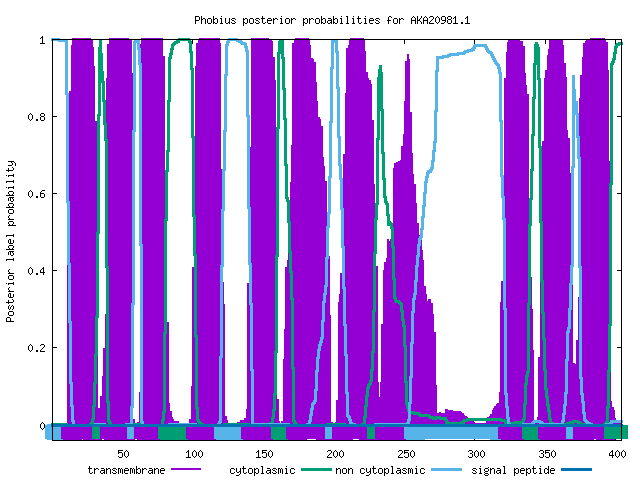 Phobius posterior probabilities for AKA20981.1
1
0.8
0.6
0.4
0.2
0
Posterior label probability
50 100 150 200 250 300 350 400
transmembrane cytoplasmic non cytoplasmic signal peptide